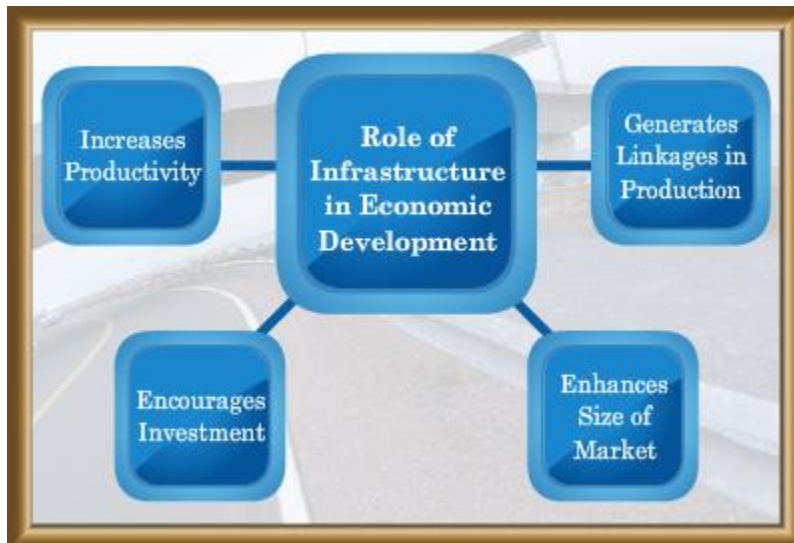 Role of
Infrastructure
in Economic
Development
Increases
Productivity
Generates
Linkages in
Production
Encourages
Investment
Enhances
Size of
Market